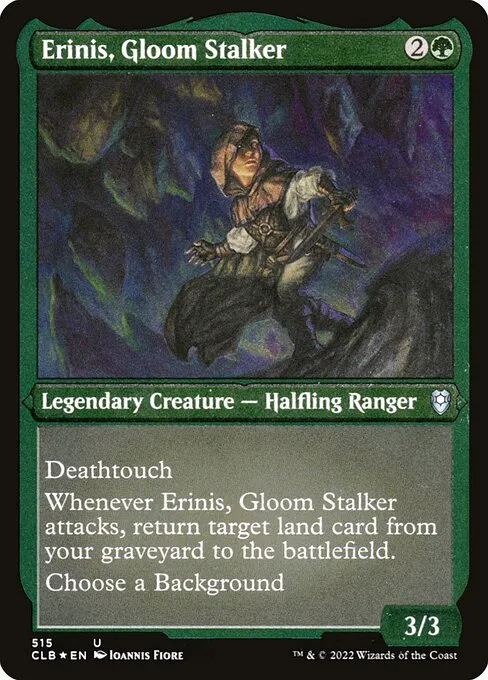 Erinis, Gloom Stalker 2
Legendary Creature — Halfling Ranger
Deathtouch
Whenever Erinis, Gloom Stalker
attacks, return target land card from
your graveyard to the battlefield.
Choose a Background
3/3
515 U
CLB ★ EN Ioannis Fiore ™ & © 2022 Wizards of the Coast